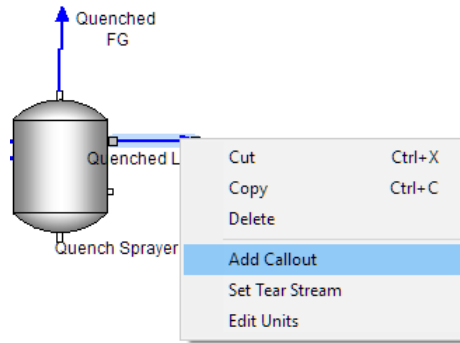 Quenched
FG
Quenched L
Quench Sprayer
Cut Ctrl+X
Copy Ctrl+C
Delete
Add Callout
Set Tear Stream
Edit Units